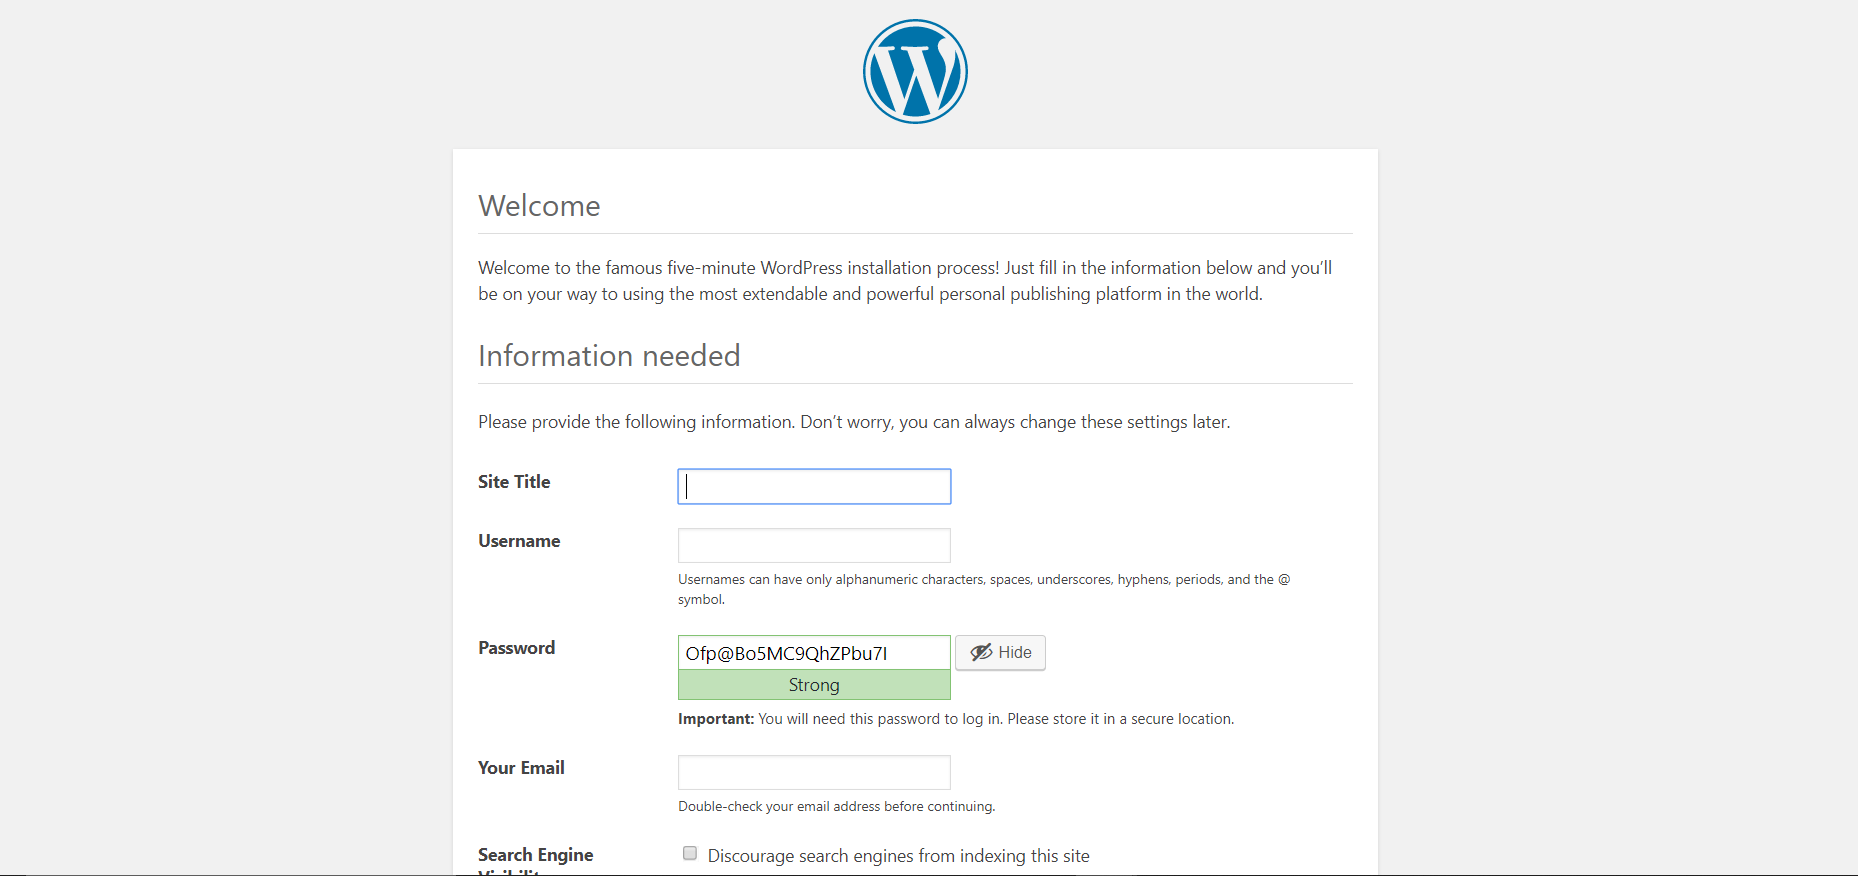 Welcome
Welcome to the famous five-minute WordPress installation process! Just fill in the information below and you’ll
be on your way to using the most extendable and powerful personal publishing platform in the world.
Information needed
Please provide the following information. Don’t worry, you can always change these settings later.
Site Title
Username
Usernames can have only alphanumeric characters, spaces, underscores, hyphens, periods, and the @
symbol.
Password
Ofp@Bo5MC9QhZPbu7I
Hide
Strong
Important: You will need this password to log in. Please store it in a secure location.
Your Email
Double-check your email address before continuing.
Search Engine
Discourage search engines from indexing this site